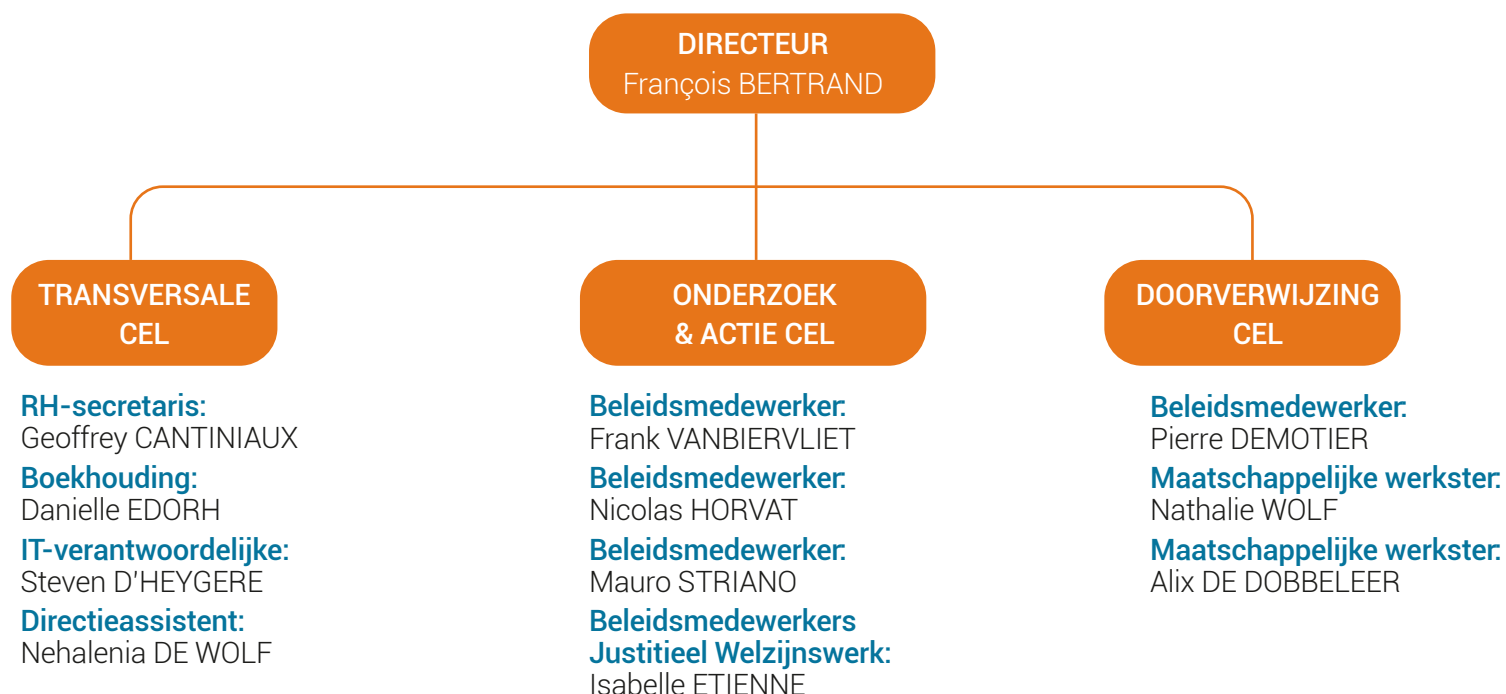 DIRECTEUR
François BERTRAND
TRANSVERSALE
CEL
RH-secretaris:
Geoffrey CANTINIAUX
Boekhouding:
Danielle EDORH
IT-verantwoordelijke:
Steven D'HEYGERE
Directieassistent:
Nehalenia DE WOLF
ONDERZOEK
& ACTIE CEL
Beleidsmedewerker:
Frank VANBIERVLIET
Beleidsmedewerker:
Nicolas HORVAT
Beleidsmedewerker:
Mauro STRIANO
Beleidsmedewerkers
Justitieel Welzijnswerk:
Isabelle ETIENNE
DOORVERWIJZING
CEL
Beleidsmedewerker:
Pierre DEMOTIER
Maatschappelijke werkster:
Nathalie WOLF
Maatschappelijke werkster:
Alix DE DOBBELEER